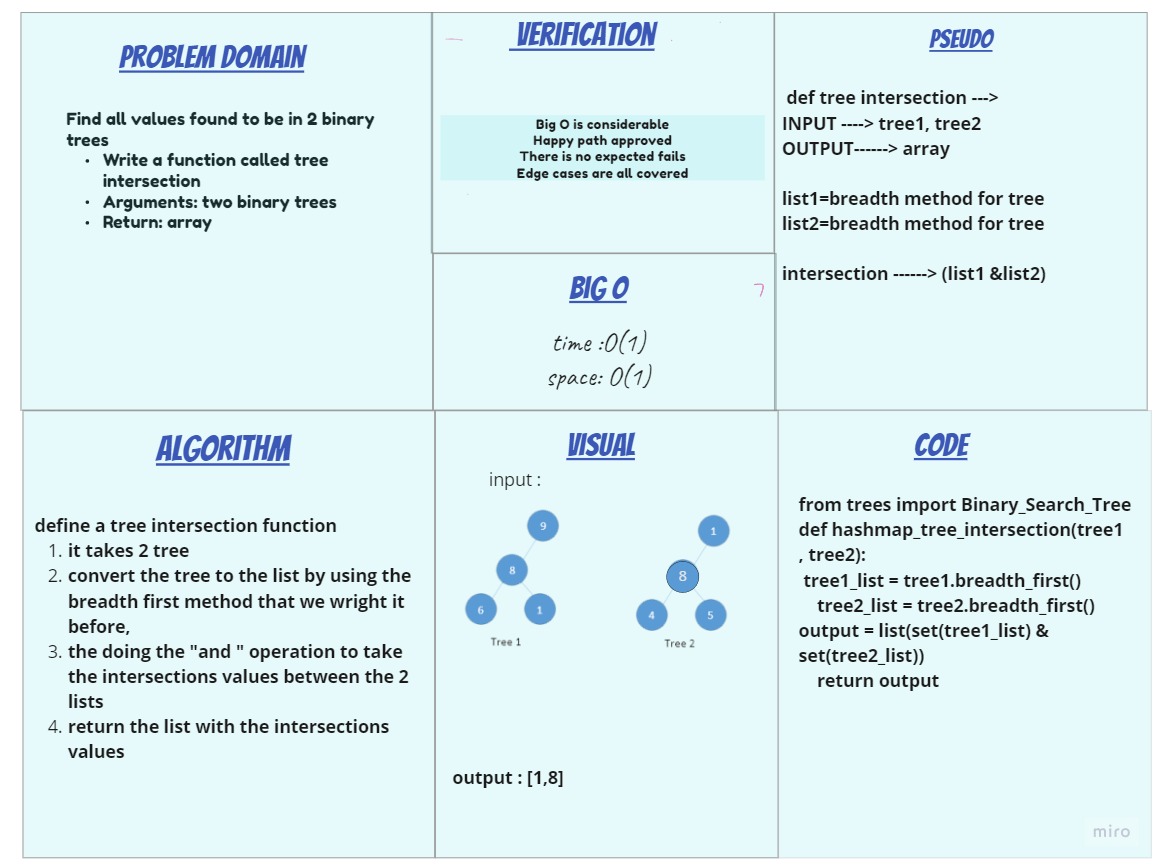 PROBLEM DOMAIN
Find all values found to be in 2 binary
trees
• Write a function called tree
intersection
• Arguments: two binary trees
• Return: array
VERIFICATION
Big O is considerable
Happy path approved
There is no expected fails
Edge cases are all covered
BIG O
time :O(1)
space: O(1)
PSEUDO
def tree intersection --->
INPUT ----> tree1, tree2
OUTPUT------> array
list1=breadth method for tree
list2=breadth method for tree
intersection ------> (list1 &list2)
ALGORITHM
define a tree intersection function
1. it takes 2 tree
2. convert the tree to the list by using the
breadth first method that we wright it
before,
3. the doing the "and " operation to take
the intersections values between the 2
lists
4. return the list with the intersections
values
VISUAL
input :
9
8
6
1
Tree 1
1
8
4
5
Tree 2
output : [1,8]
CODE
from trees import Binary_Search_Tree
def hashmap_tree_intersection(tree1
, tree2):
tree1_list = tree1.breadth_first()
tree2_list = tree2.breadth_first()
output = list(set(tree1_list) &
set(tree2_list))
return output
miro